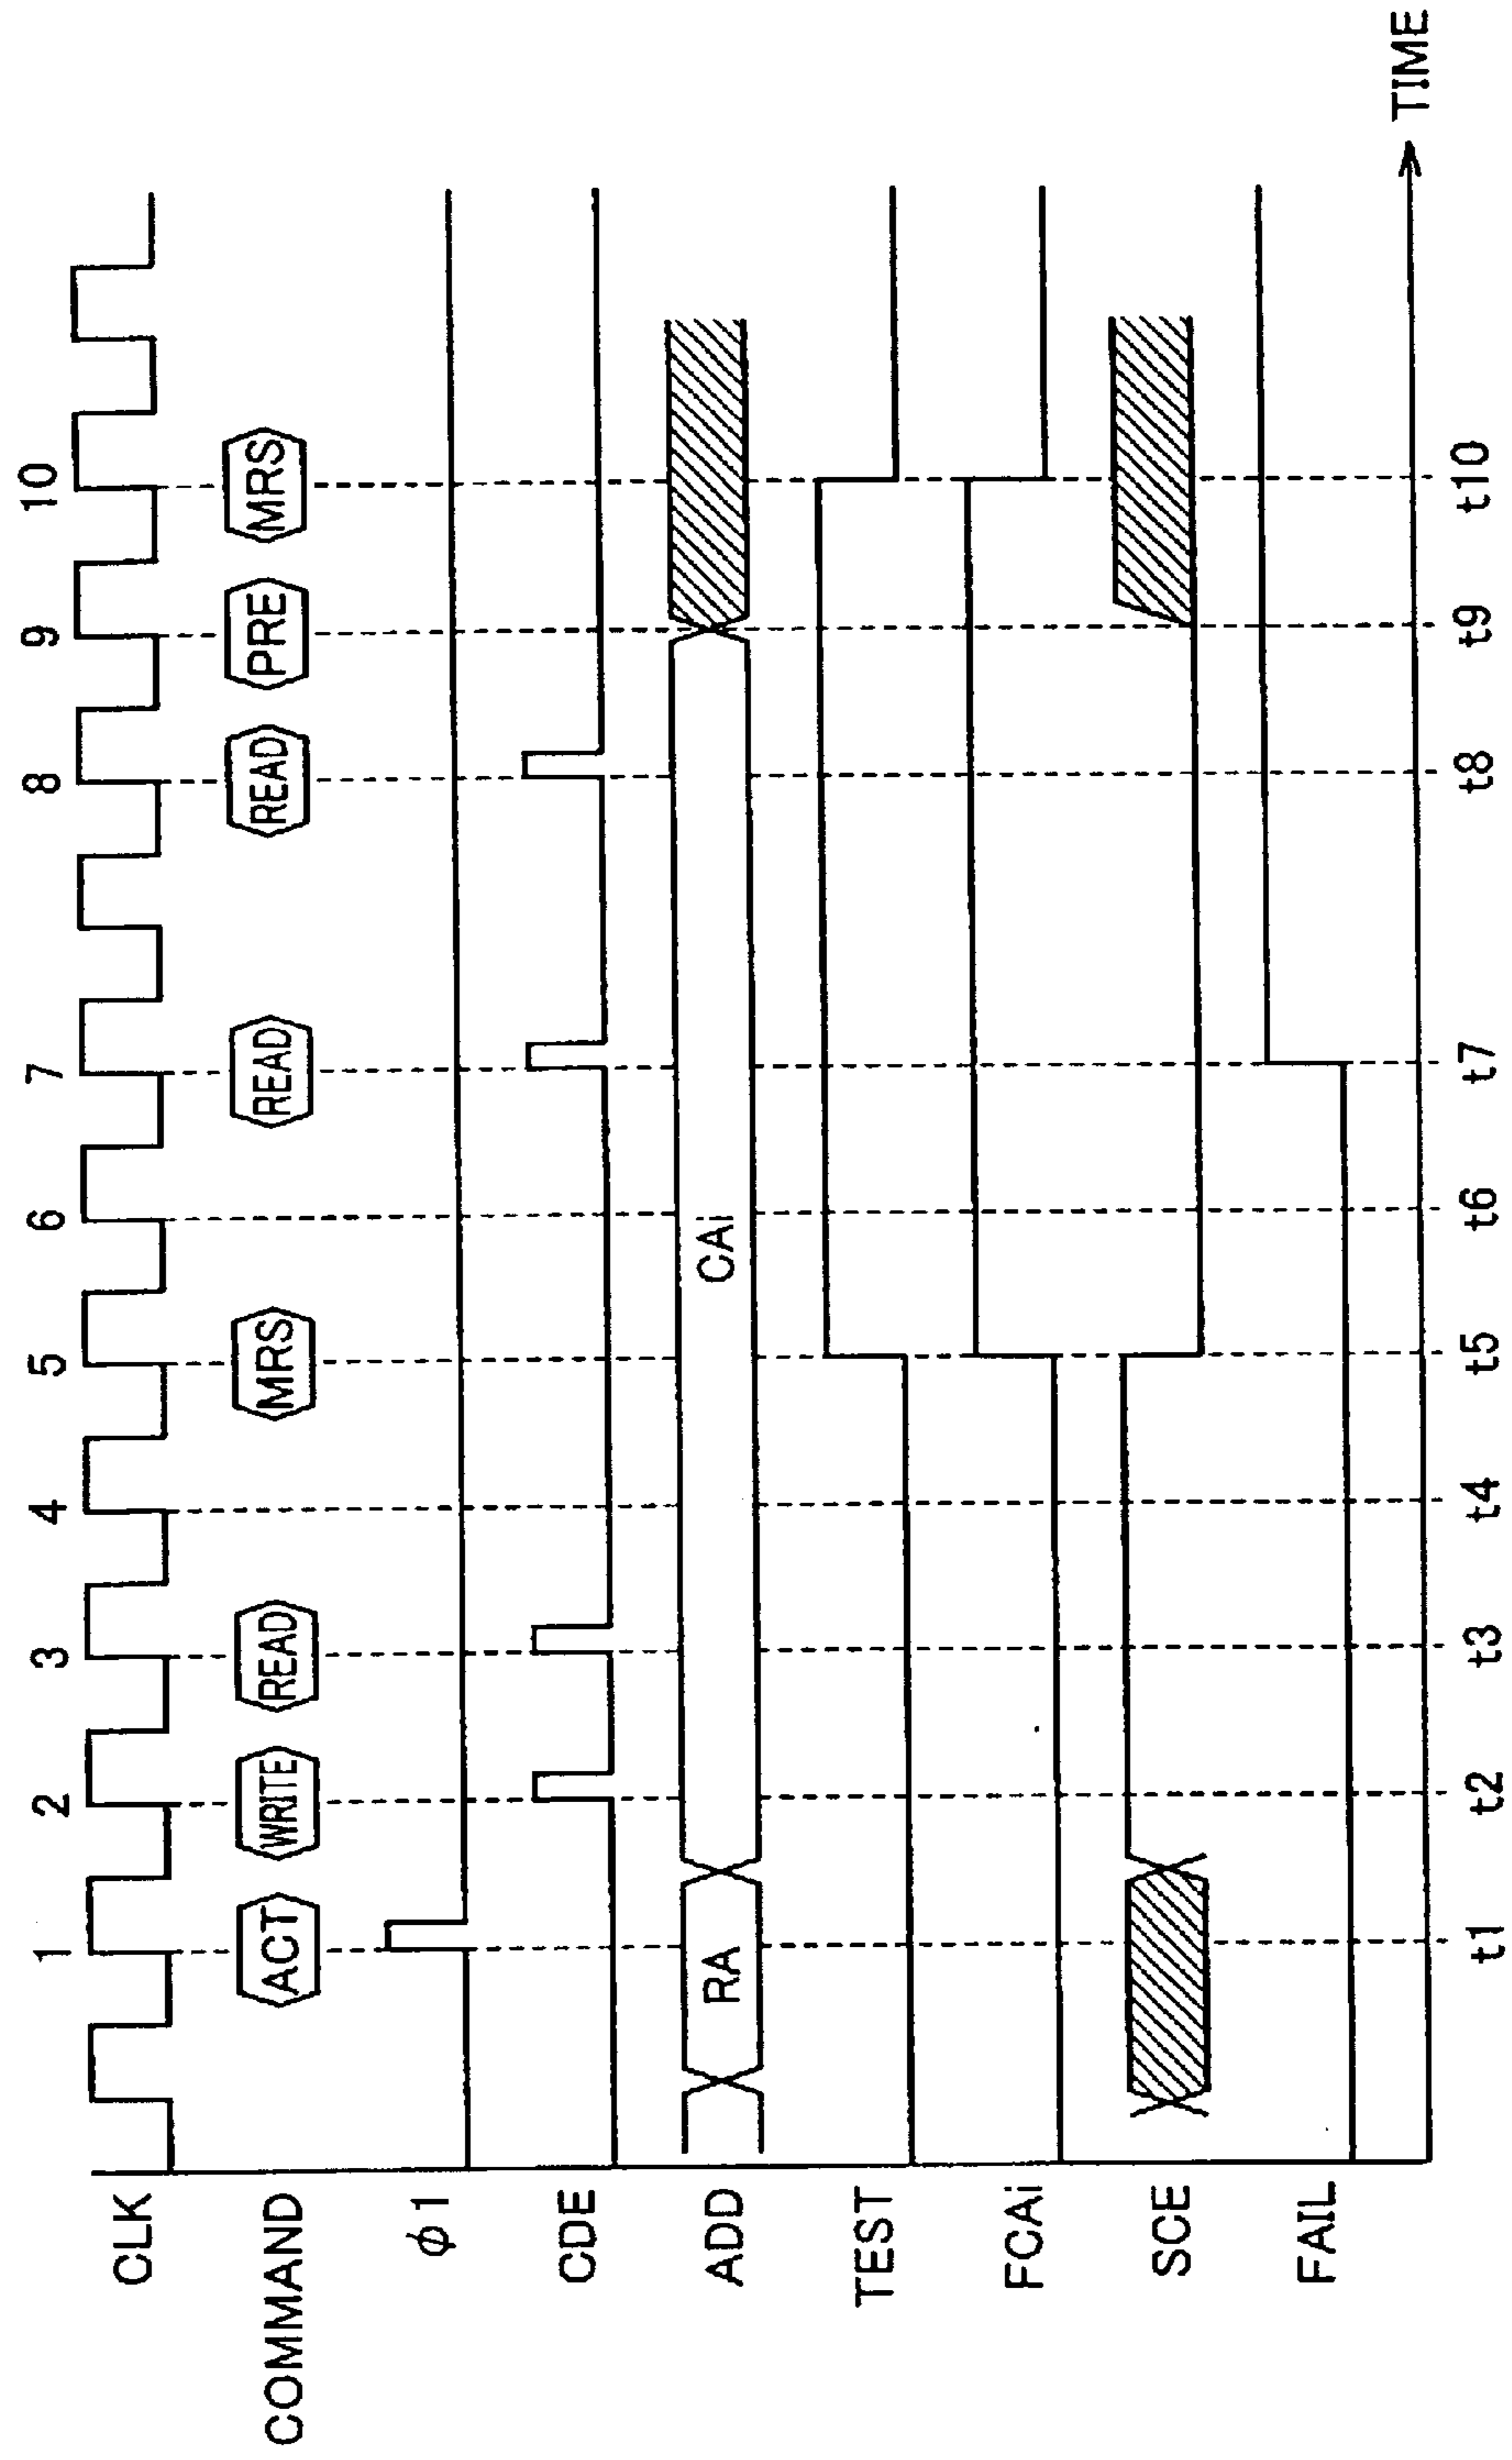 1 2 3 4 5 6 7 8 9 10
CLK
COMMAND ACT WRITE READ MRS READ READ PRE MRS
φ1
CDE
ADD RA CAi
TEST
FCAi
SCE
FAIL
t1 t2 t3 t4 t5 t6 t7 t8 t9 t10
TIME